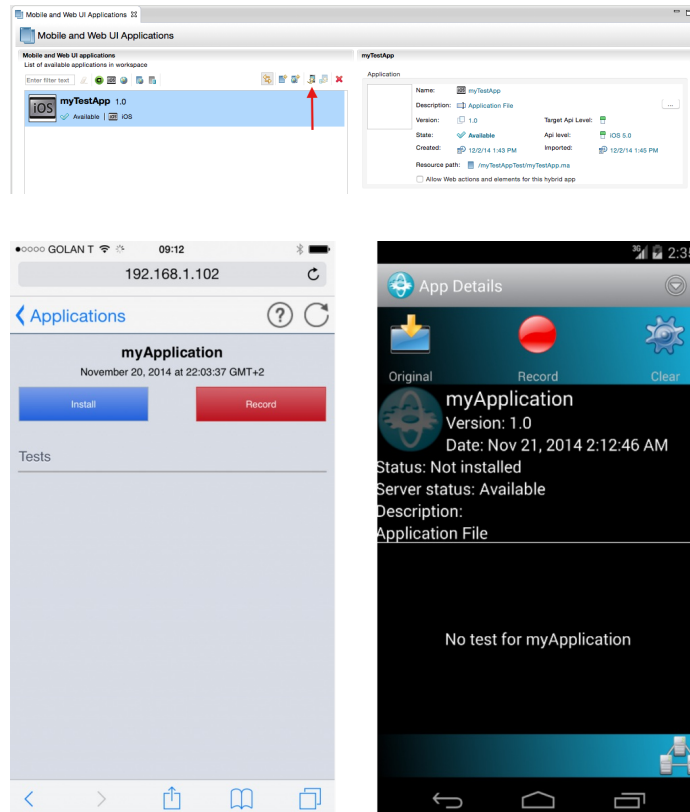 Mobile and Web UI Applications
Mobile and Web UI Applications
Mobile and Web UI applications
List of available applications in workspace
Enter filter text
iOS
myTestApp 1.0
Available | iOS
myTestApp
Application
Name: myTestApp
Description: Application File
...
Version: 1.0 Target Api Level:
State: Available Api level: iOS 5.0
Created: 12/2/14 1:43 PM Imported: 12/2/14 1:45 PM
Resource path: /myTestAppTest/myTestApp.ma
Allow Web actions and elements for this hybrid app
GOLAN T 09:12
192.168.1.102
Applications
?
myApplication
November 20, 2014 at 22:03:37 GMT+2
Install Record
Tests
3G 2:35
App Details
Original Record Clear
myApplication
Version: 1.0
Date: Nov 21, 2014 2:12:46 AM
Status: Not installed
Server status: Available
Description:
Application File
No test for myApplication